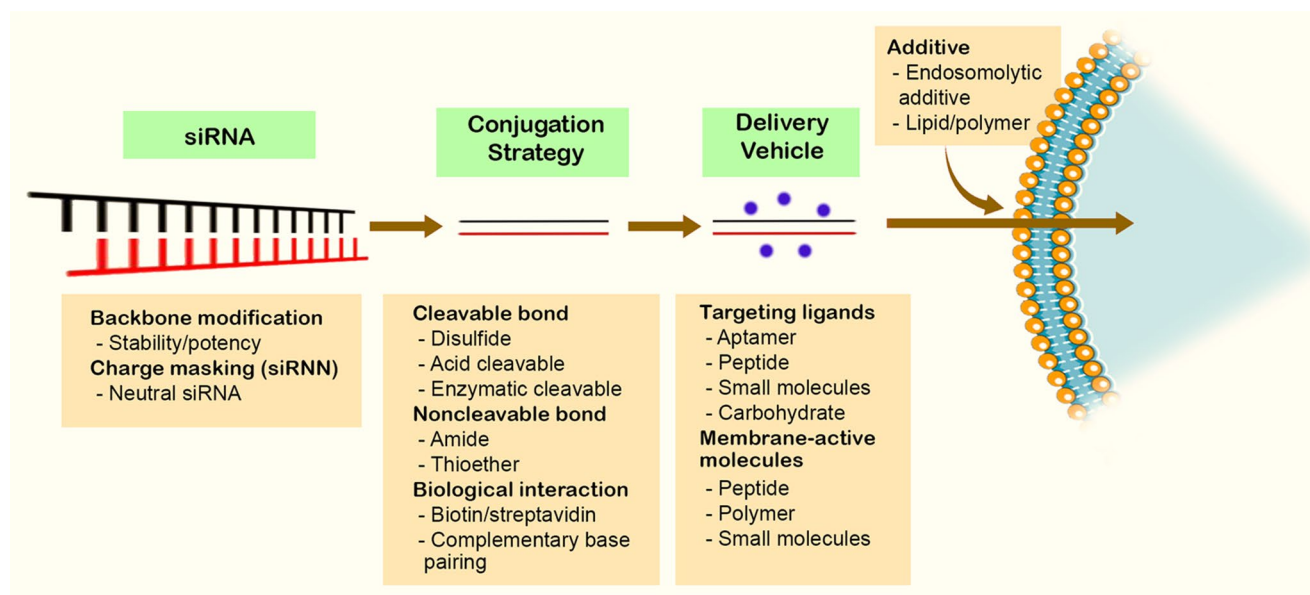 siRNA
Backbone modification
- Stability/potency
Charge masking (siRNN)
- Neutral siRNA
Conjugation
Strategy
Cleavable bond
- Disulfide
- Acid cleavable
- Enzymatic cleavable
Noncleavable bond
- Amide
- Thioether
Biological interaction
- Biotin/streptavidin
- Complementary base
pairing
Delivery
Vehicle
Targeting ligands
- Aptamer
- Peptide
- Small molecules
- Carbohydrate
Membrane-active
molecules
- Peptide
- Polymer
- Small molecules
Additive
- Endosomolytic
additive
- Lipid/polymer